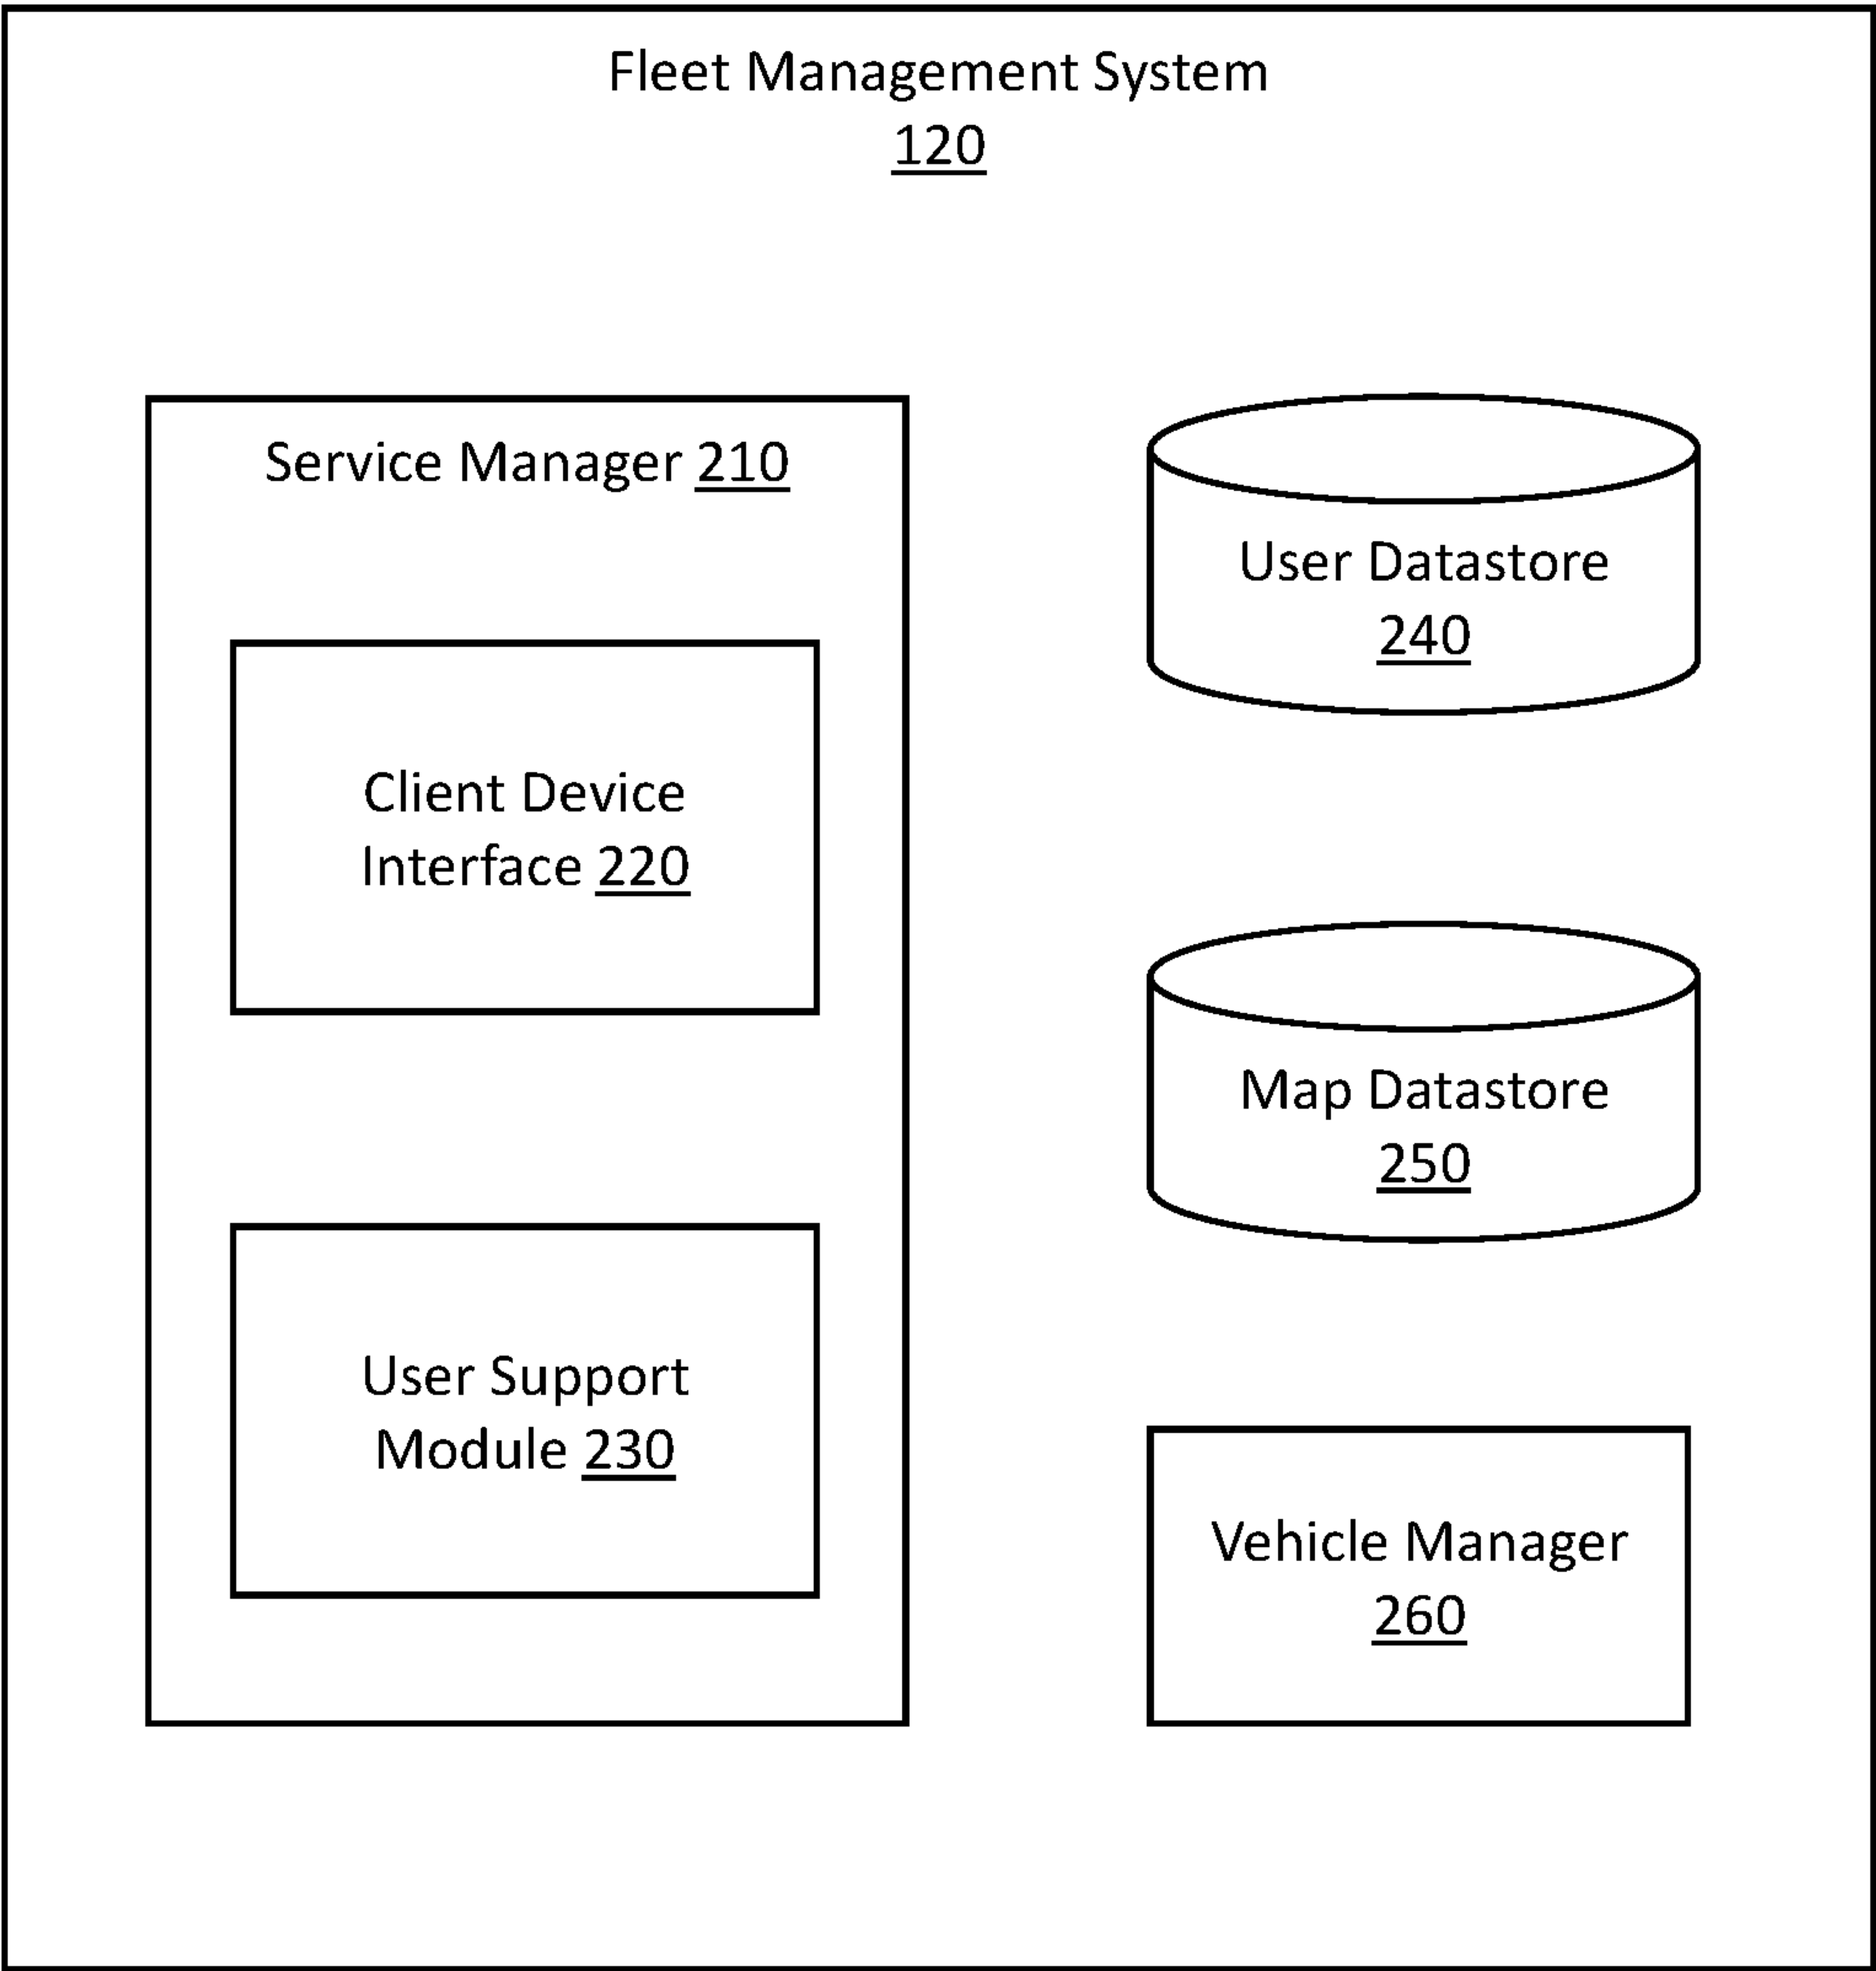 Fleet Management System
120
Service Manager 210
Client Device
Interface 220
User Support
Module 230
User Datastore
240
Map Datastore
250
Vehicle Manager
260